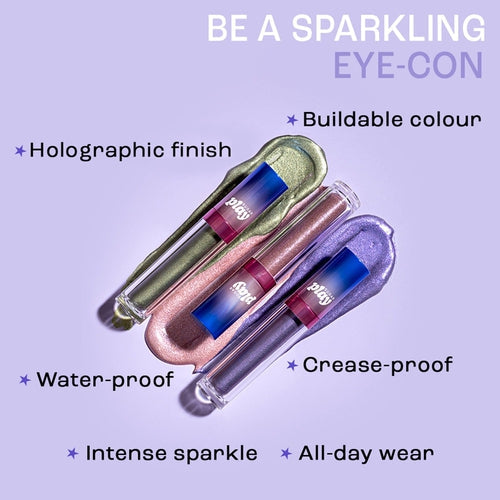 BE A SPARKLING
EYE-CON
★ Buildable colour
★ Holographic finish
play
play
play
★ Water-proof
★ Crease-proof
★ Intense sparkle
★ All-day wear